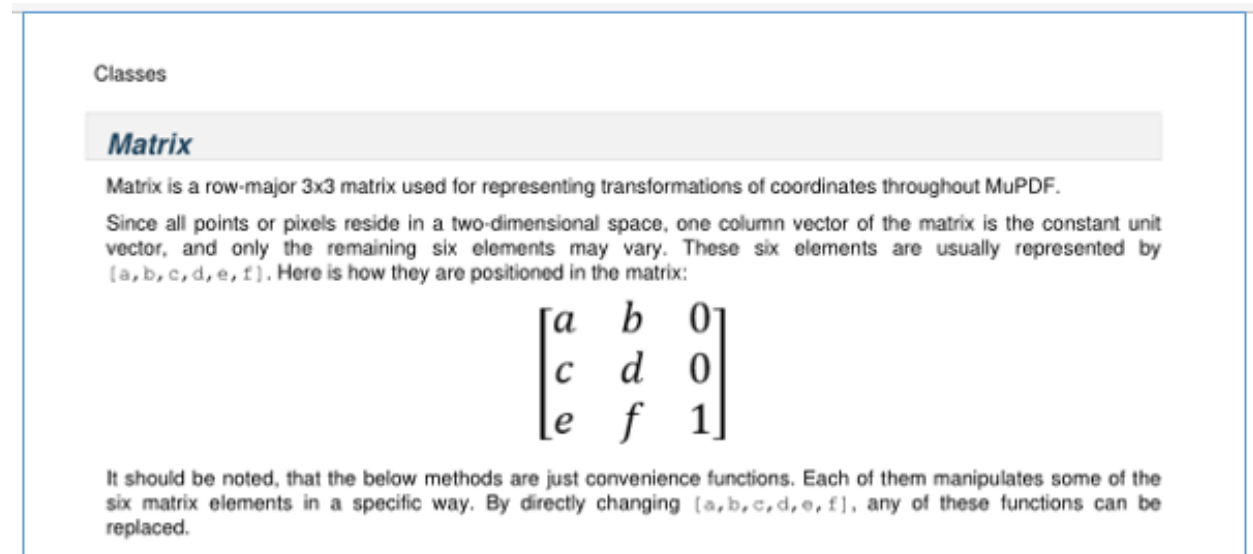 Classes
Matrix
Matrix is a row-major 3x3 matrix used for representing transformations of coordinates throughout MuPDF.
Since all points or pixels reside in a two-dimensional space, one column vector of the matrix is the constant unit
vector, and only the remaining six elements may vary. These six elements are usually represented by
[a,b,c,d,e,f]. Here is how they are positioned in the matrix:
a b 0
c d 0
e f 1
It should be noted, that the below methods are just convenience functions. Each of them manipulates some of the
six matrix elements in a specific way. By directly changing [a,b,c,d,e,f], any of these functions can be
replaced.